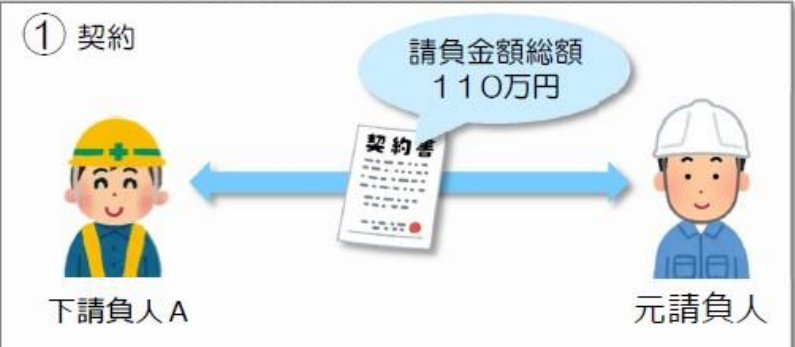 ① 契約
請負金額総額
１１０万円
契約書
下請負人Ａ
元請負人